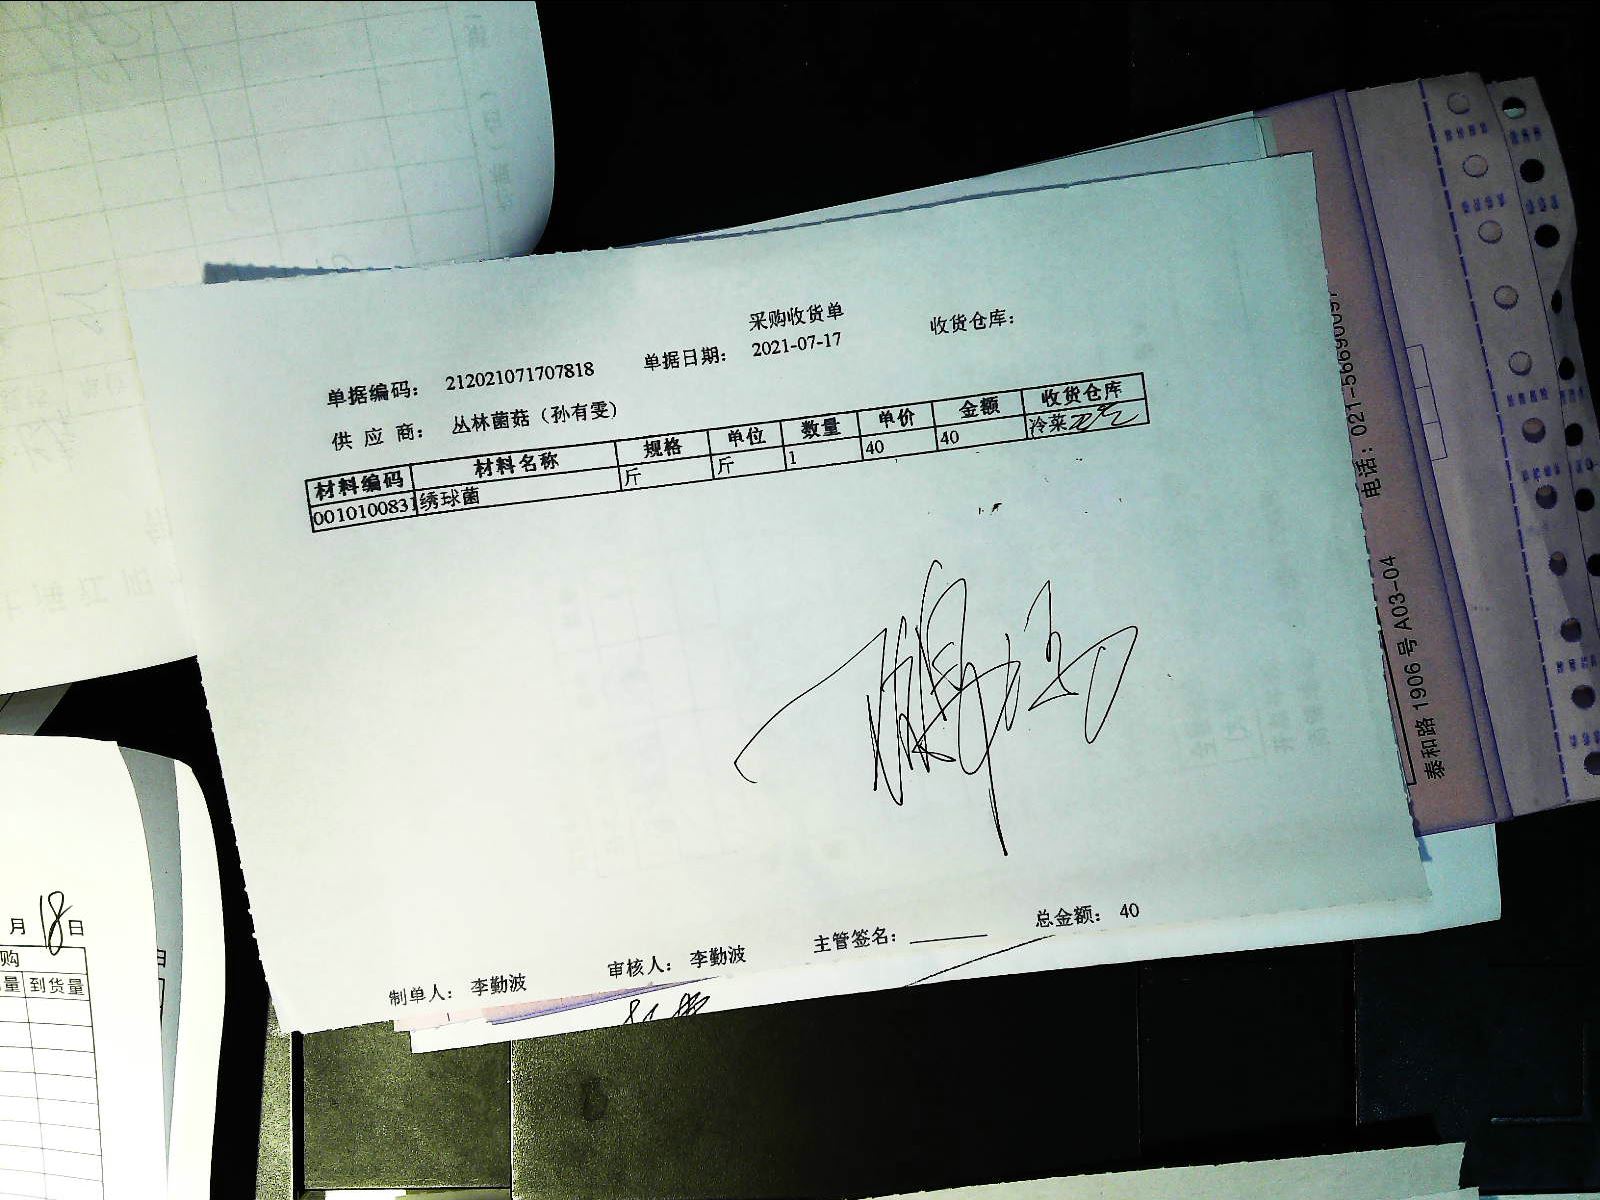 采购收货单
单据编码: 212021071707818 单据日期: 2021-07-17 收货仓库:
供 应 商: 丛林菌菇（孙有雯）
材料编码 材料名称 规格 单位 数量 单价 金额 收货仓库
0010100831 绣球菌 斤 斤 1 40 40 冷菜
制单人: 李勤波 审核人: 李勤波 主管签名: 总金额: 40
泰和路 1906 号 A03-04 电话: 021-56690097
月 18 日
购
量 到货量